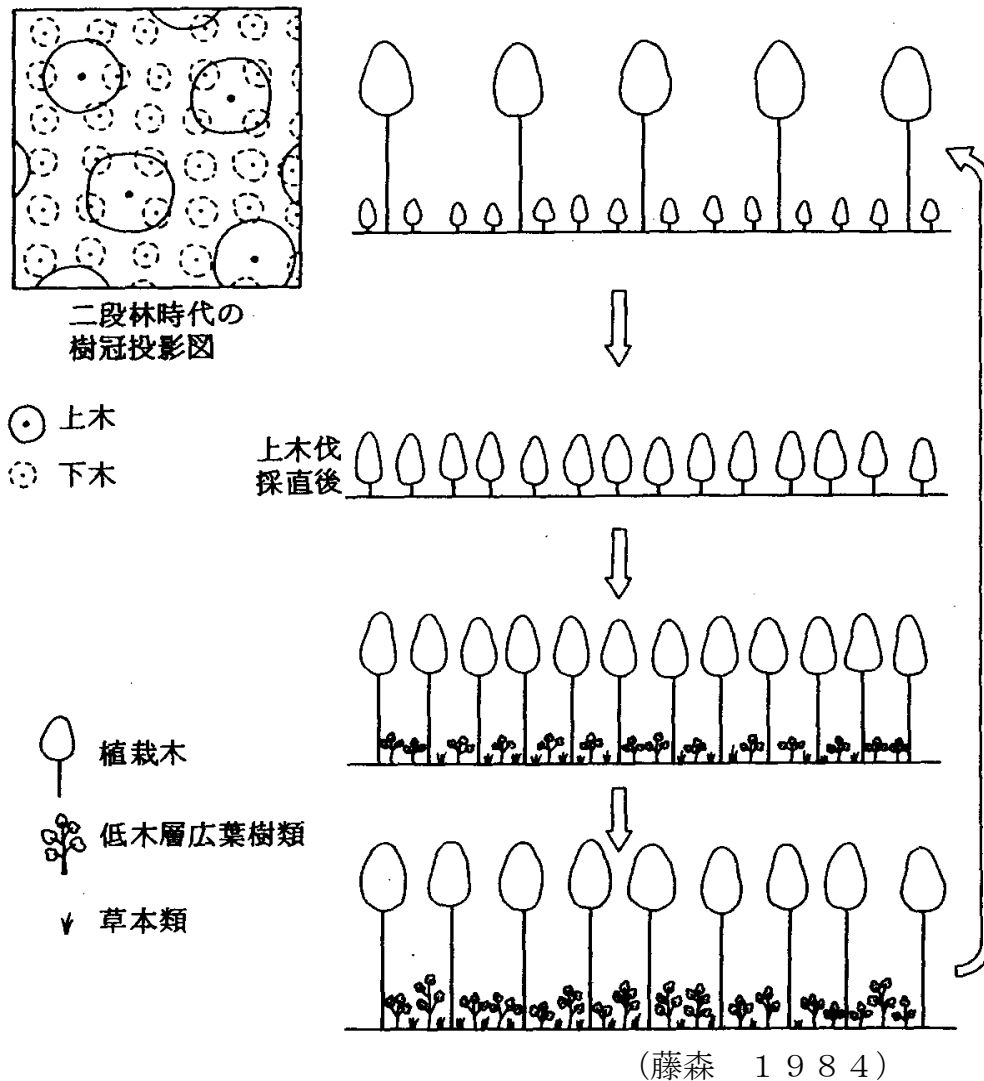 二段林時代の
樹冠投影図
上木
下木
上木伐
採直後
植栽木
低木層広葉樹類
草本類
(藤森　１９８４)